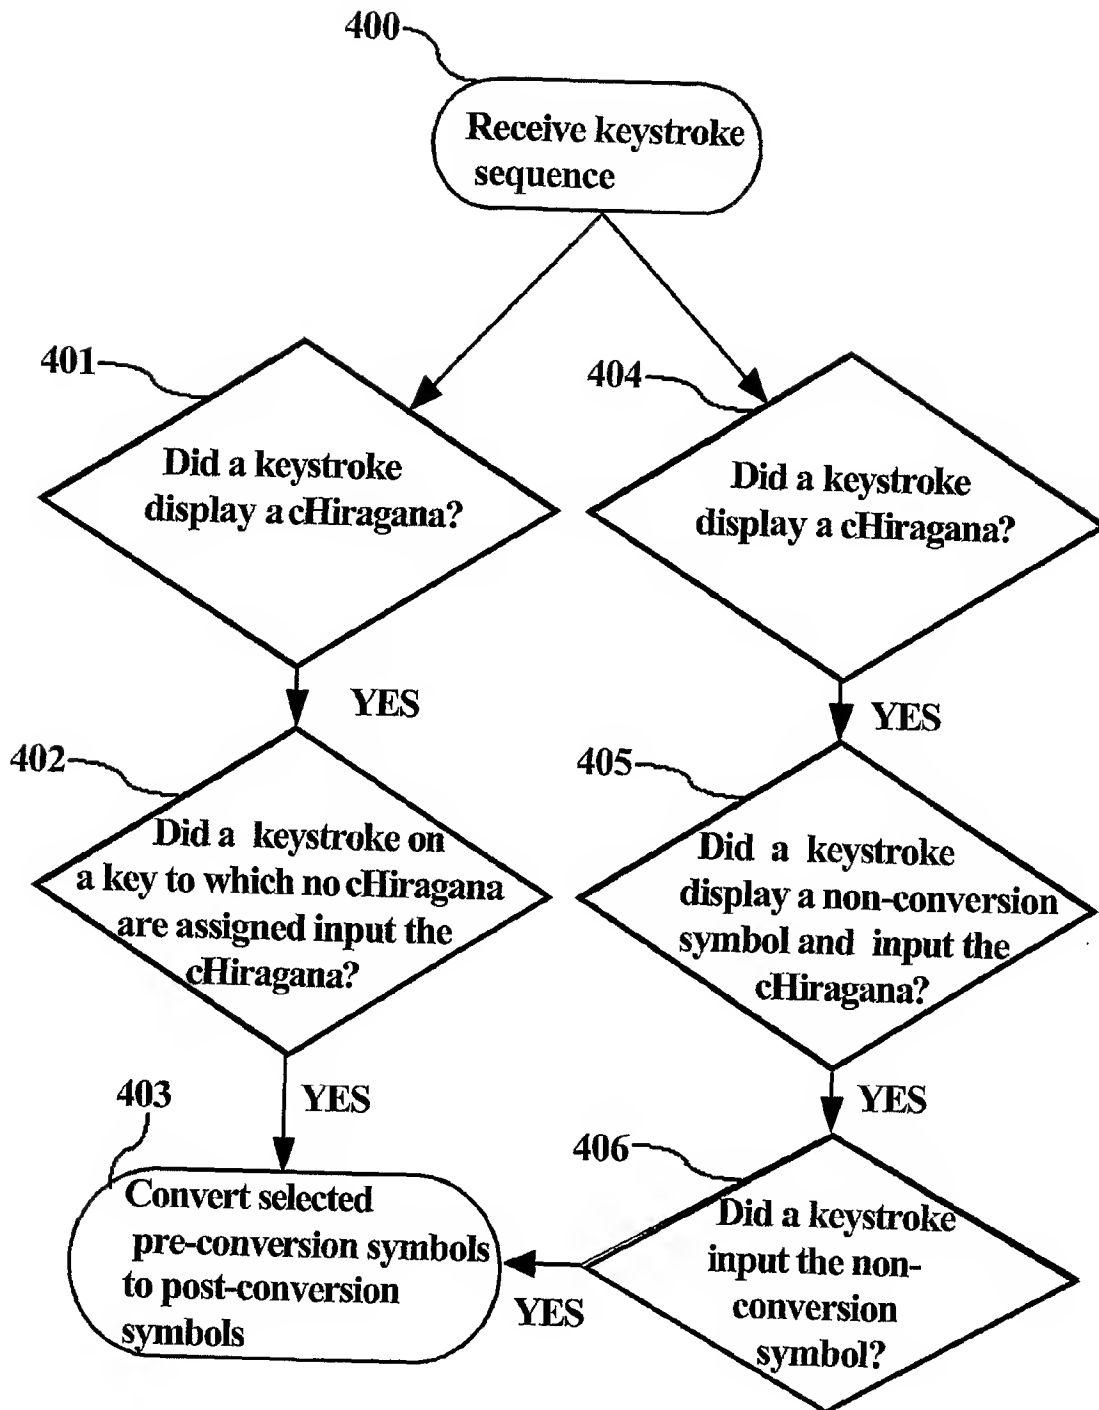 400
Receive keystroke
sequence
401
Did a keystroke
display a cHiragana?
404
Did a keystroke
display a cHiragana?
YES
YES
402
Did a keystroke on
a key to which no cHiragana
are assigned input the
cHiragana?
405
Did a keystroke
display a non-conversion
symbol and input the
cHiragana?
YES
YES
403
Convert selected
pre-conversion symbols
to post-conversion
symbols
406
Did a keystroke
input the non-
conversion
symbol?
YES